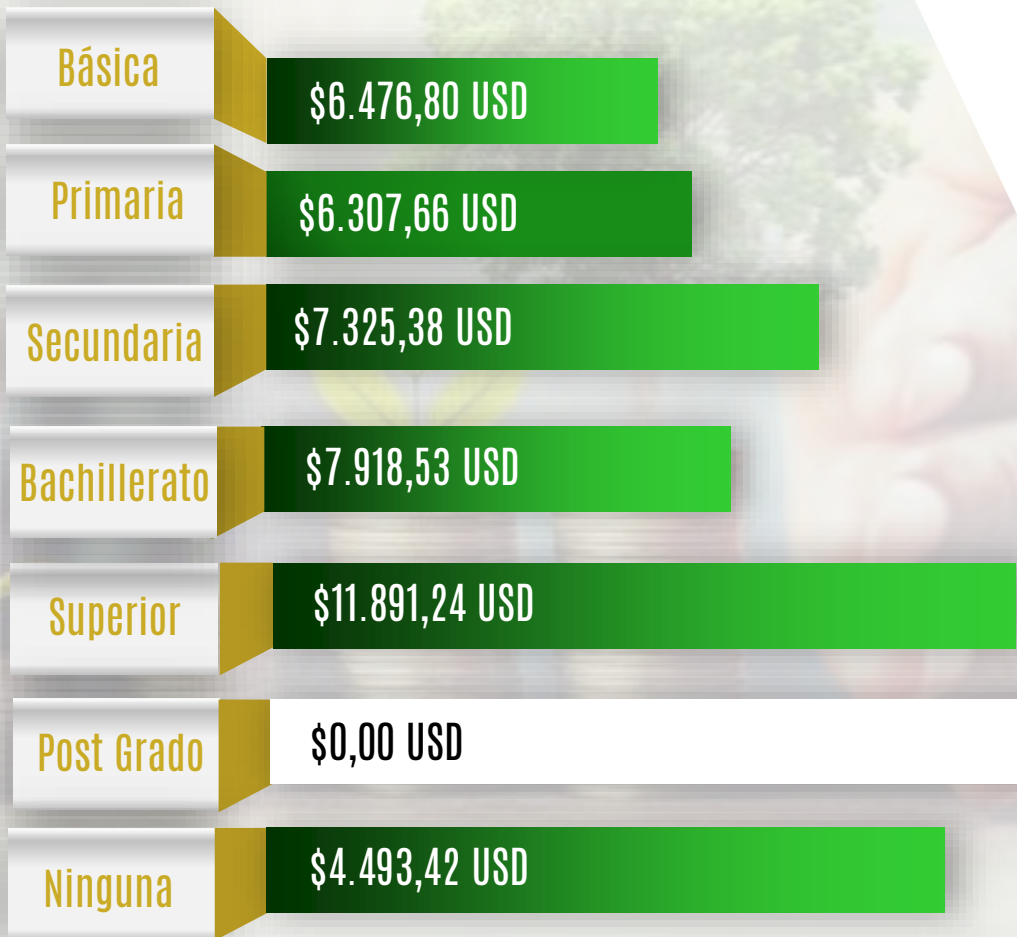 Básica
$6.476,80 USD
Primaria
$6.307,66 USD
Secundaria
$7.325,38 USD
Bachillerato
$7.918,53 USD
Superior
$11.891,24 USD
Post Grado
$0,00 USD
Ninguna
$4.493,42 USD